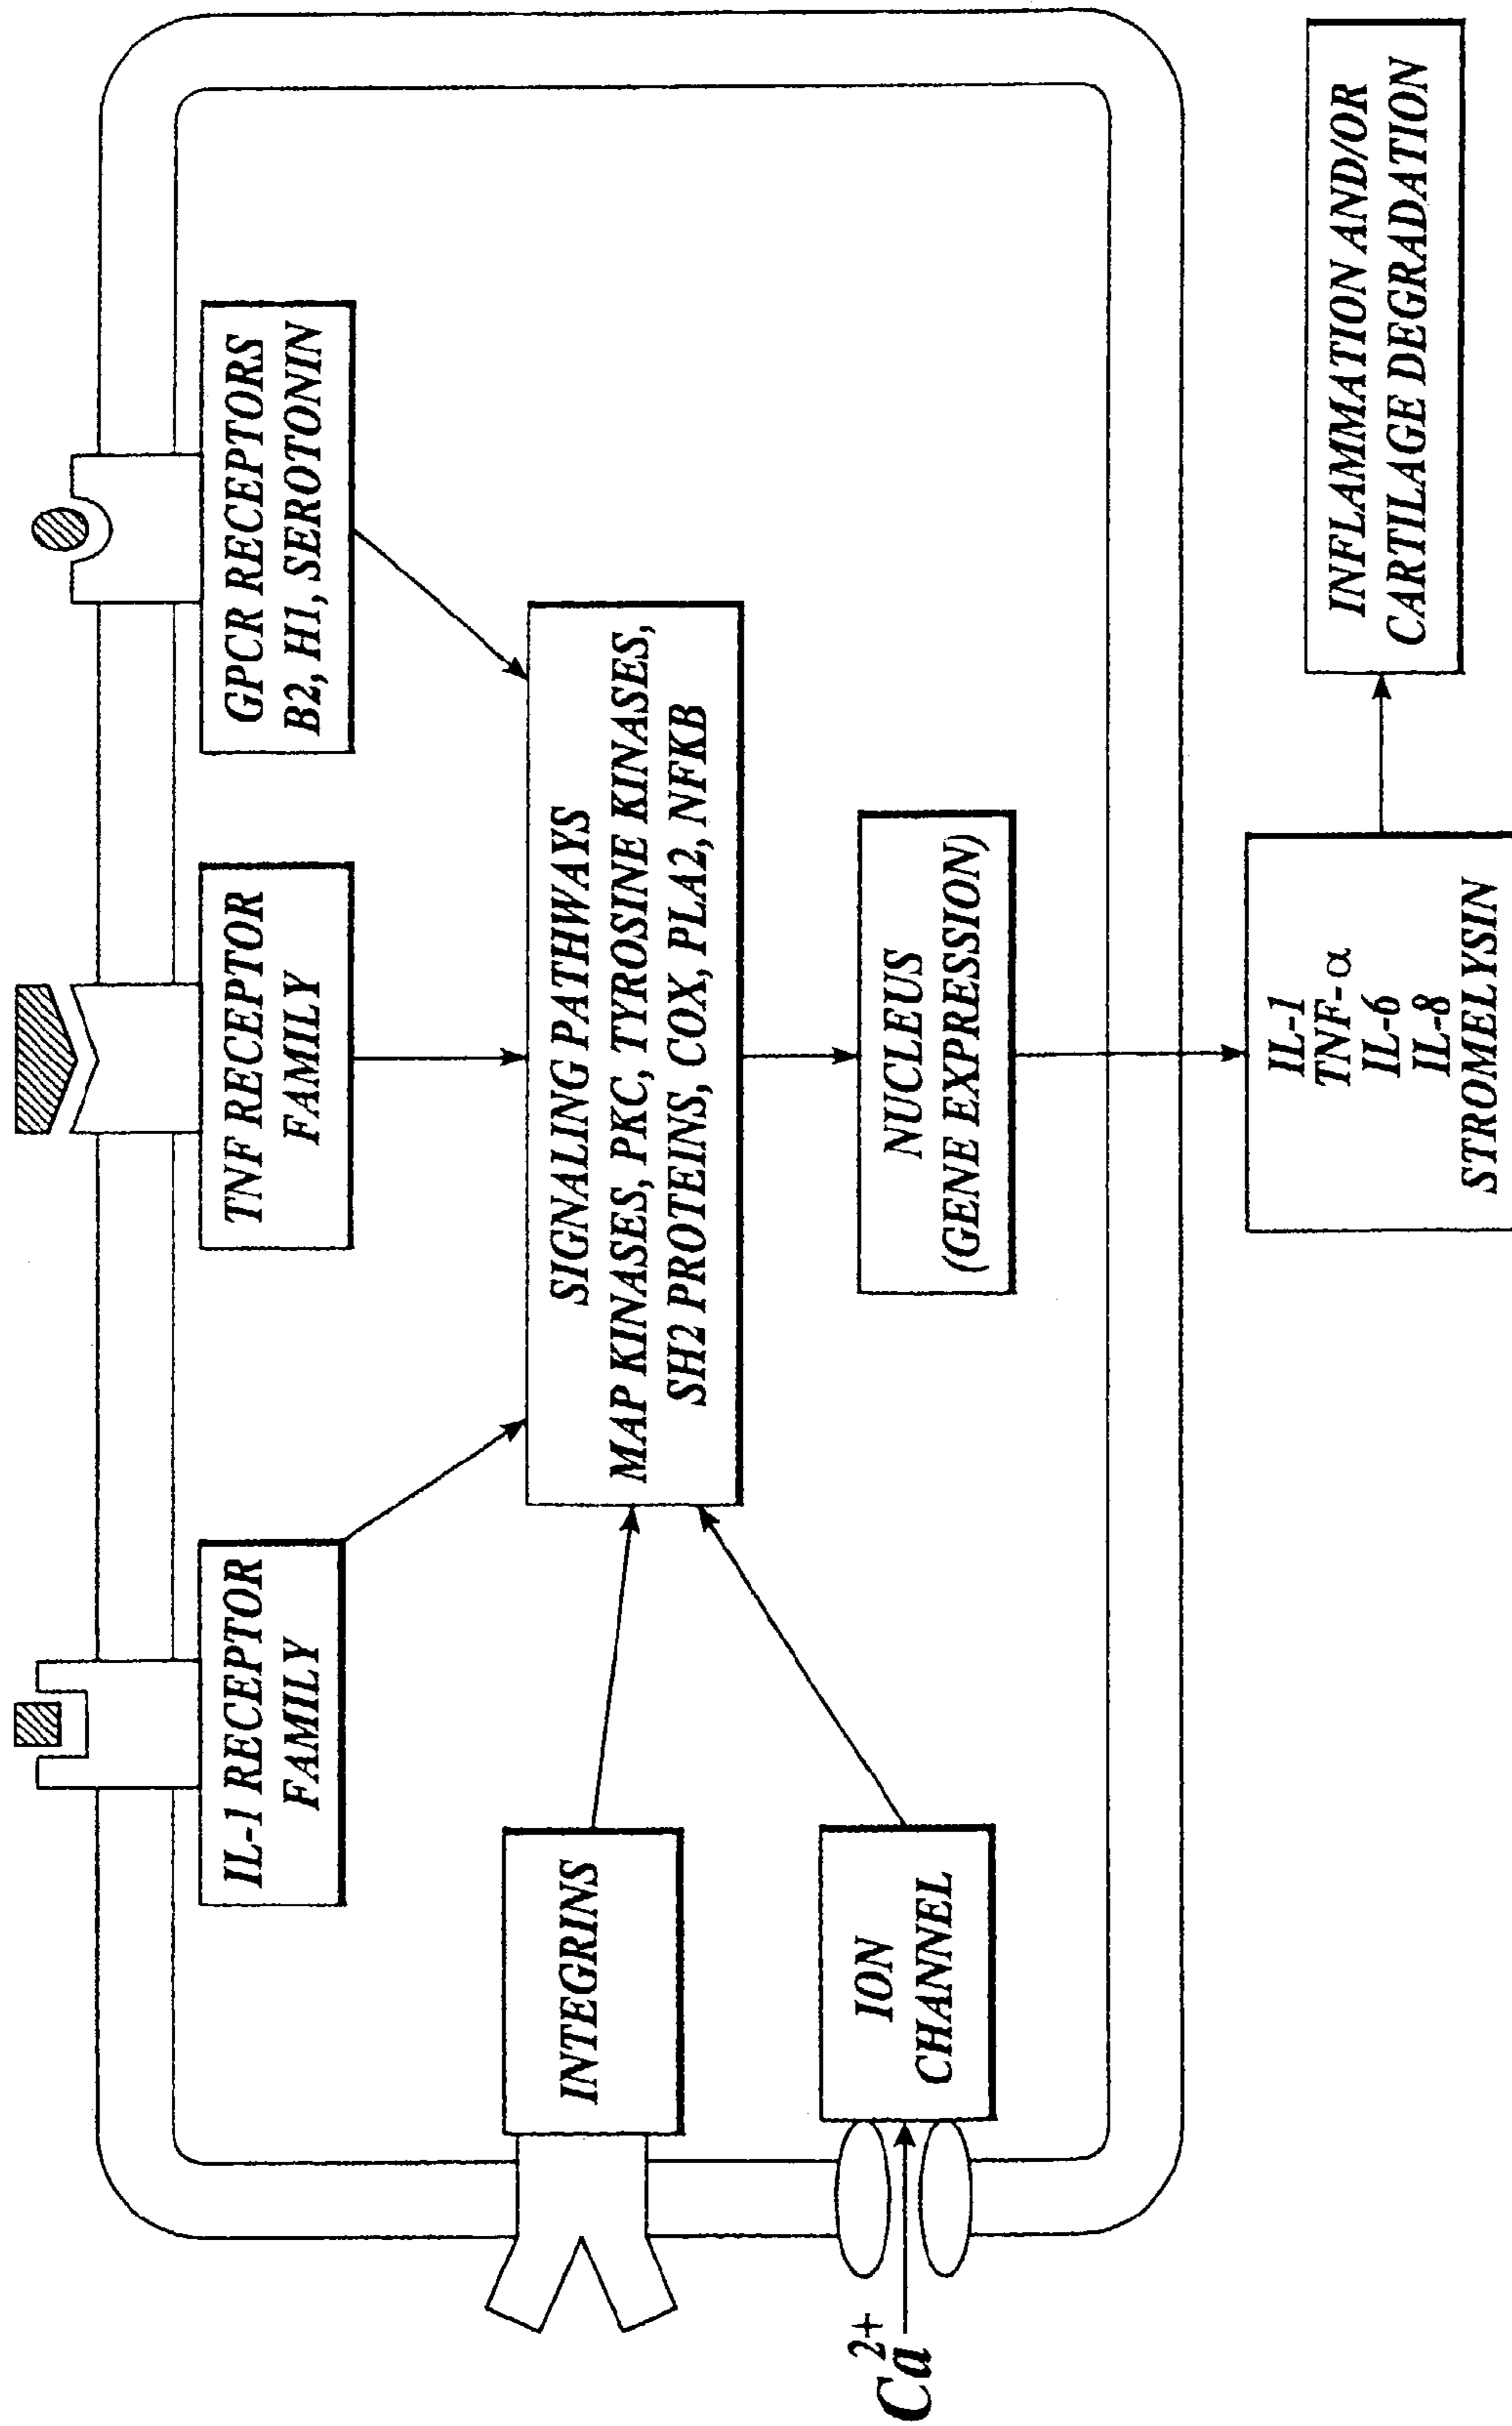 IL-1 RECEPTOR
FAMILY
TNF RECEPTOR
FAMILY
GPCR RECEPTORS
B2, H1, SEROTONIN
INTEGRINS
SIGNALING PATHWAYS
MAP KINASES, PKC, TYROSINE KINASES,
SH2 PROTEINS, COX, PLA2, NFKB
Ca2+
ION
CHANNEL
NUCLEUS
(GENE EXPRESSION)
IL-1
TNF-α
IL-6
IL-8
STROMELYSIN
INFLAMMATION AND/OR
CARTILAGE DEGRADATION